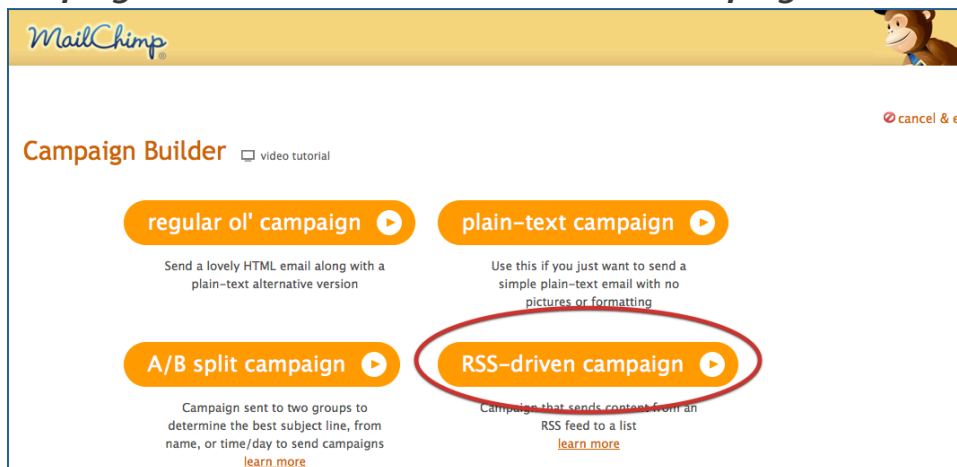 MailChimp®
cancel & e
Campaign Builder video tutorial
regular ol' campaign
Send a lovely HTML email along with a
plain-text alternative version
plain-text campaign
Use this if you just want to send a
simple plain-text email with no
pictures or formatting
A/B split campaign
Campaign sent to two groups to
determine the best subject line, from
name, or time/day to send campaigns
learn more
RSS-driven campaign
Campaign that sends content from an
RSS feed to a list
learn more